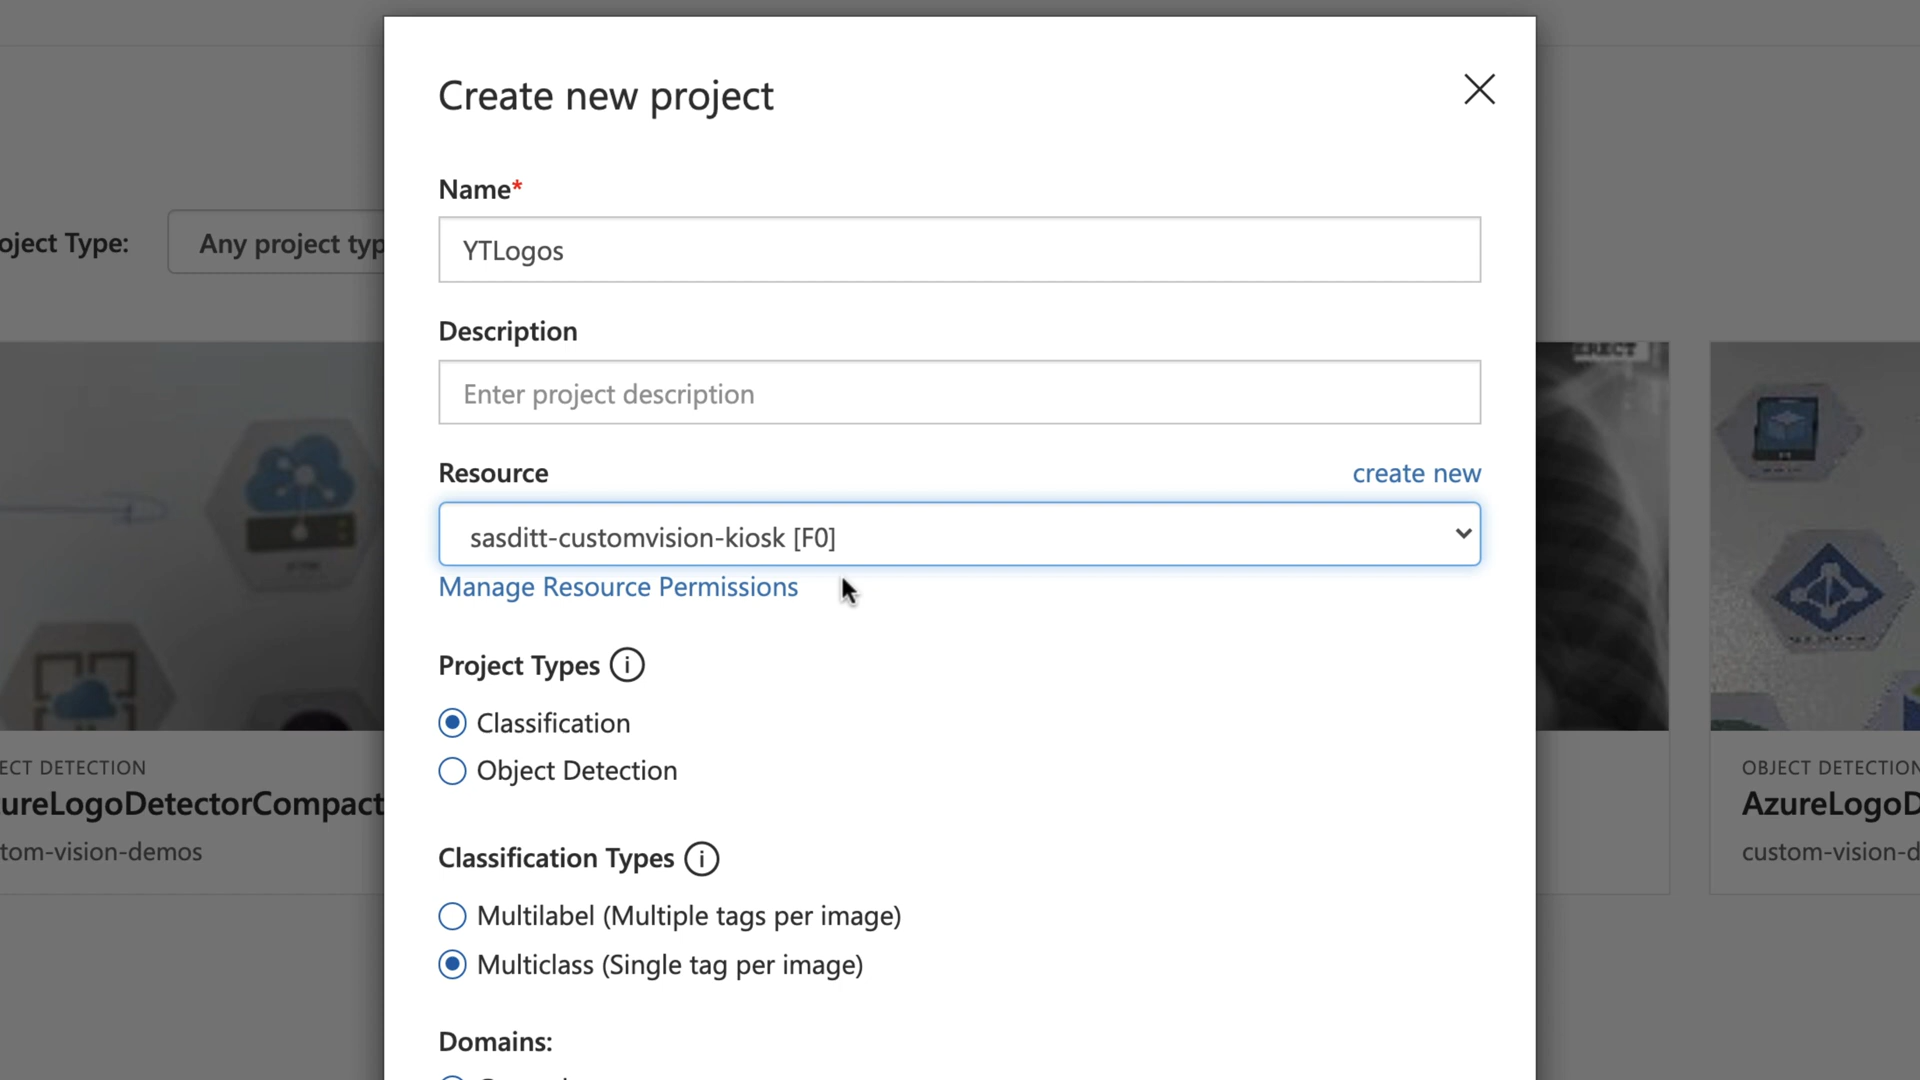 Create new project
Name*
YTLogos
Description
Enter project description
Resource
create new
sasditt-customvision-kiosk [F0]
Manage Resource Permissions
Project Types
Classification
Object Detection
Classification Types
Multilabel (Multiple tags per image)
Multiclass (Single tag per image)
Domains:
oject Type:
Any project typ
ECT DETECTION
ureLogoDetectorCompact
tom-vision-demos
ERECT
OBJECT DETECTION
AzureLogoD
custom-vision-d